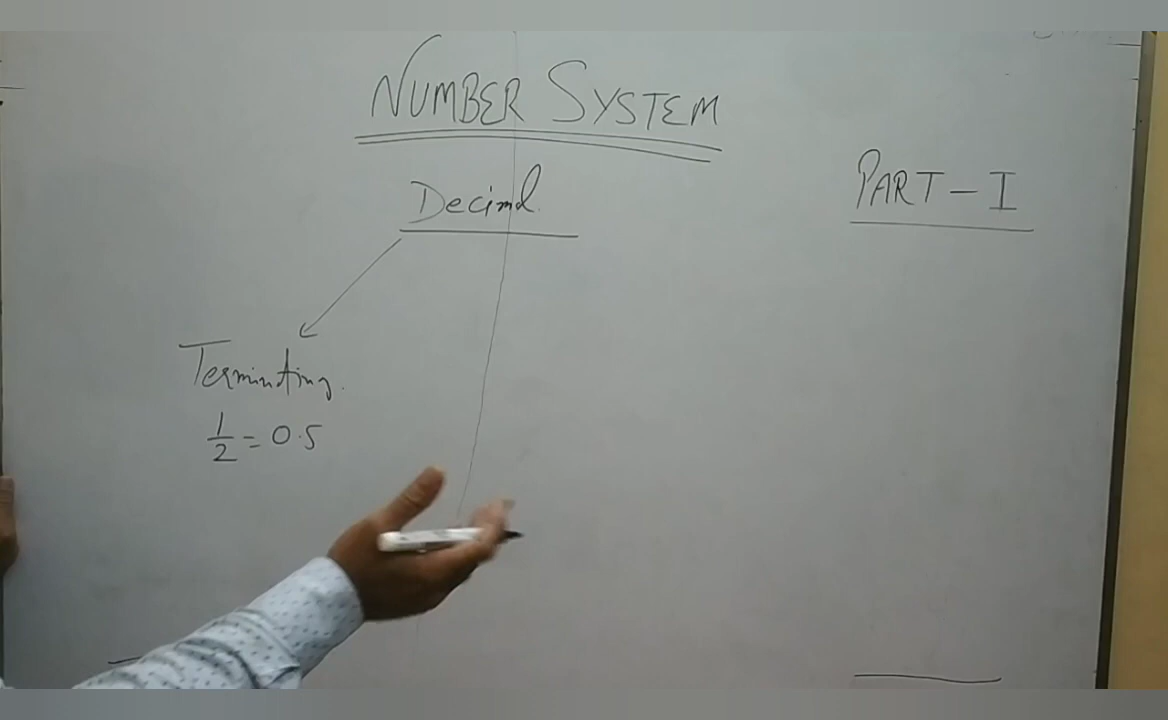 NUMBER SYSTEM
Decimal
PART-I
Terminating.
1/2 = 0.5